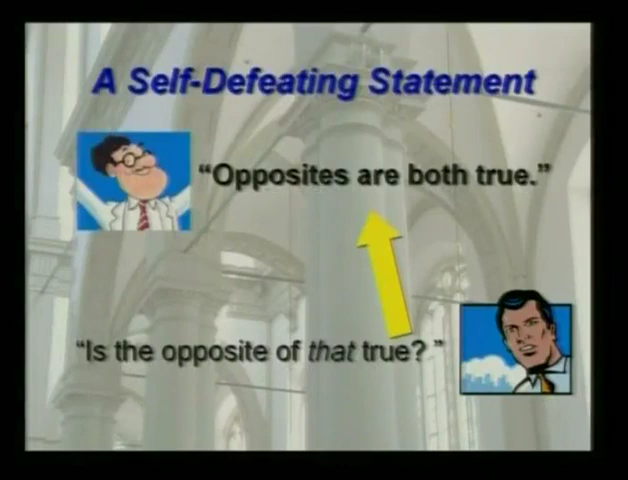 A Self-Defeating Statement
“Opposites are both true.”
“Is the opposite of that true? ”